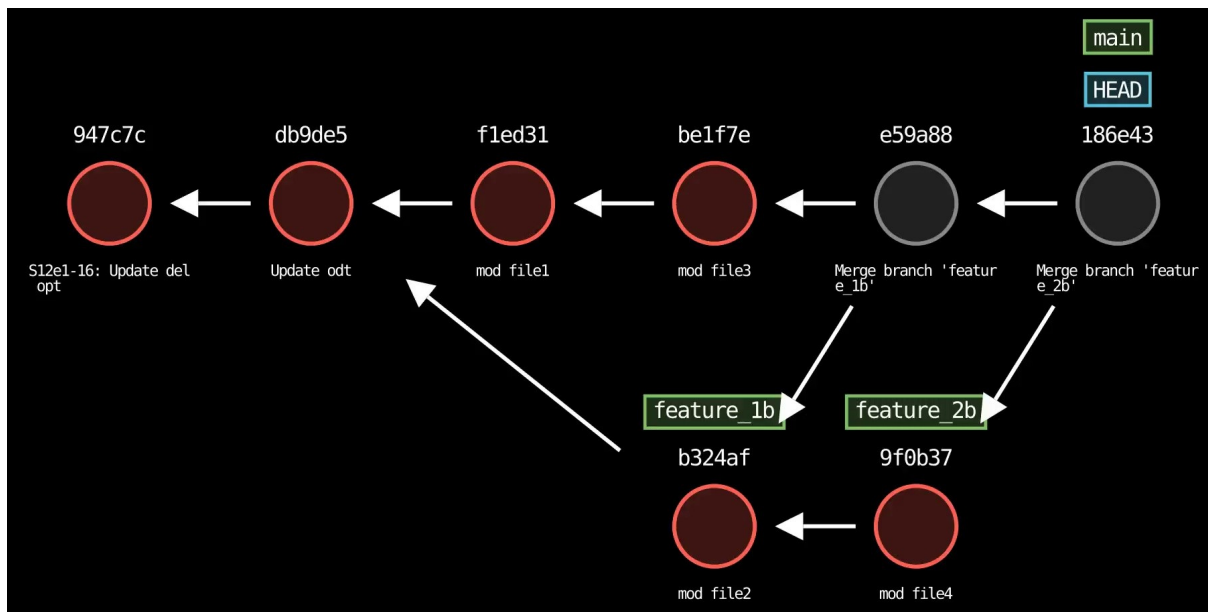 main
HEAD
947c7c
db9de5
f1ed31
be1f7e
e59a88
186e43
S12e1-16: Update del
opt
Update odt
mod file1
mod file3
Merge branch 'featur
e_1b'
Merge branch 'featur
e_2b'
feature_1b
feature_2b
b324af
9f0b37
mod file2
mod file4